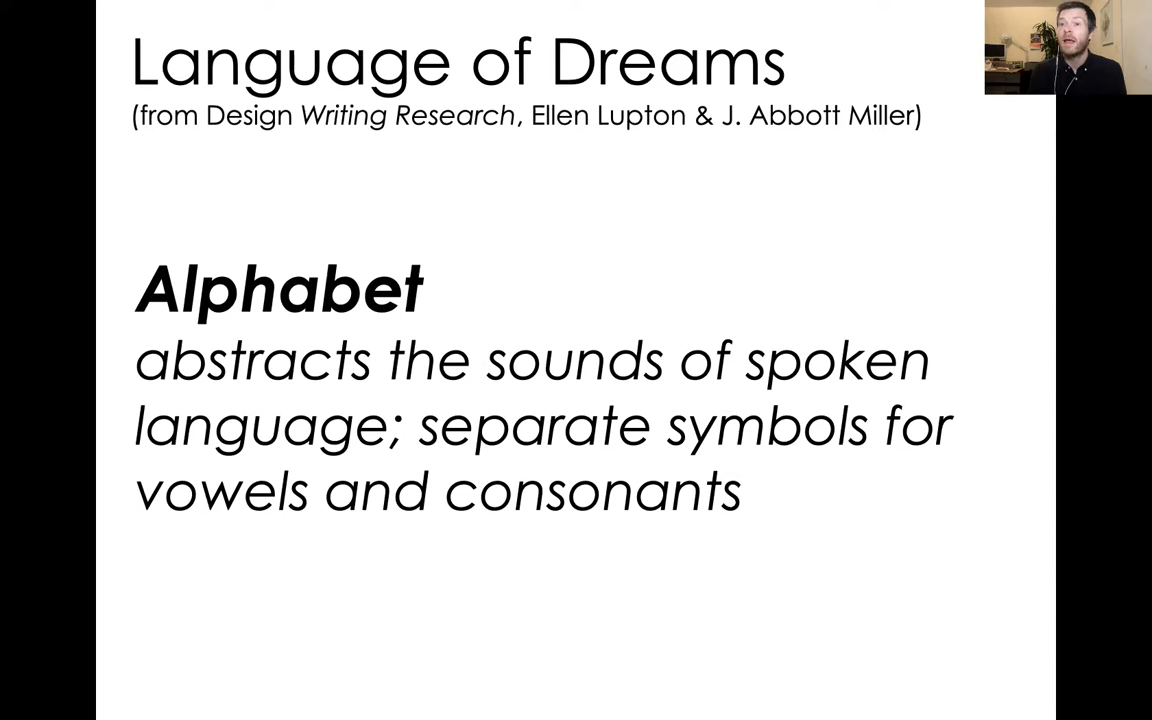 Language of Dreams
(from Design Writing Research, Ellen Lupton & J. Abbott Miller)
Alphabet
abstracts the sounds of spoken
language; separate symbols for
vowels and consonants